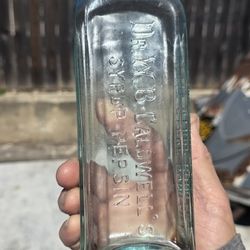 DR. W. B. CALDWELL'S
SYRUP PEPSIN